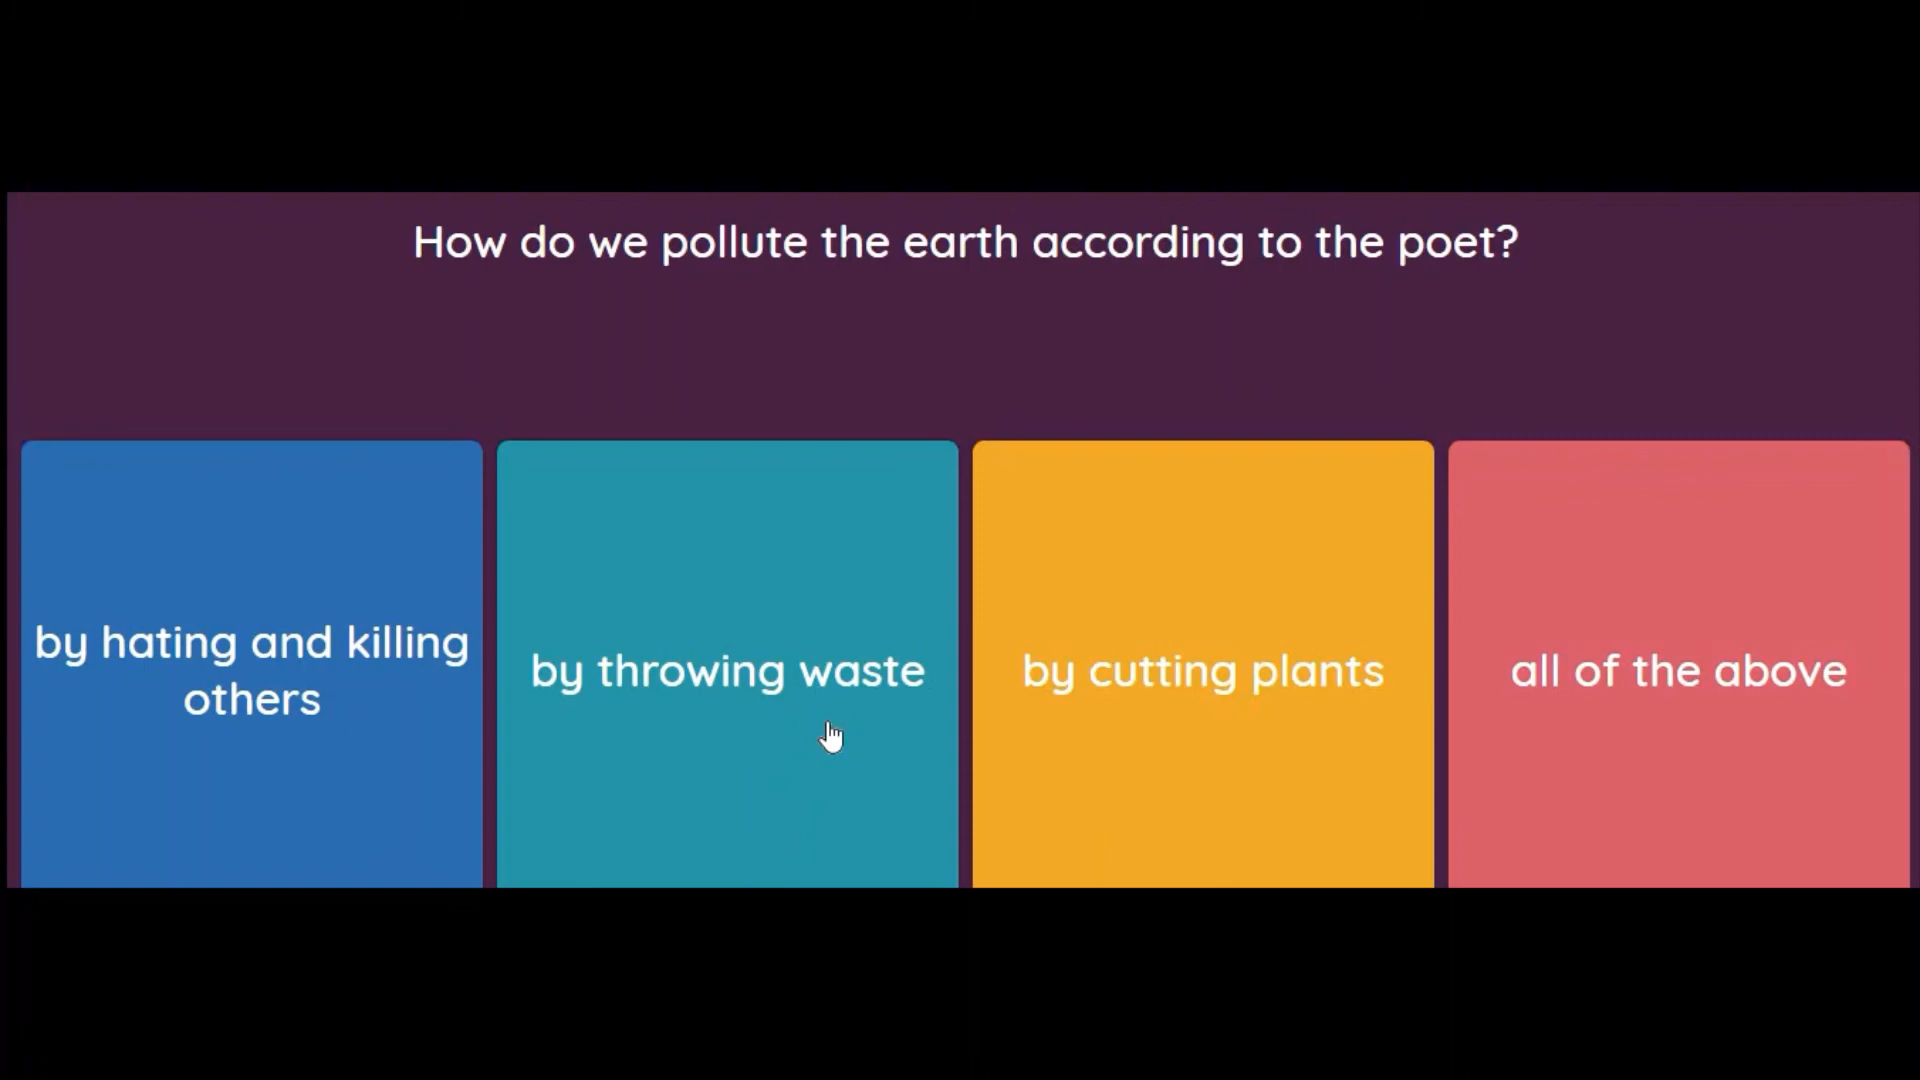 How do we pollute the earth according to the poet?
by hating and killing
others
by throwing waste
by cutting plants
all of the above